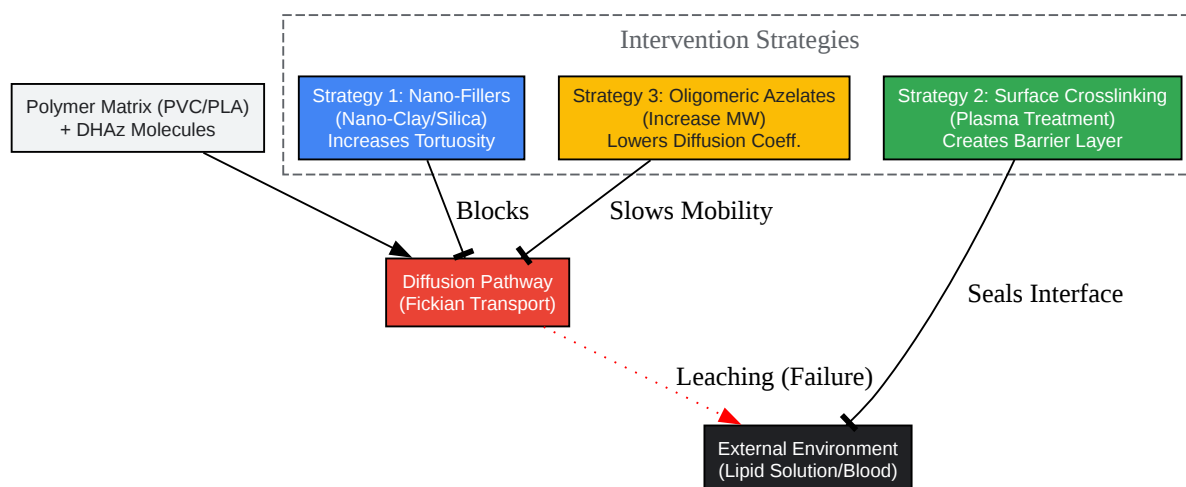 Intervention Strategies
Polymer Matrix (PVC/PLA)
+ DHAz Molecules
Strategy 1: Nano-Fillers
(Nano-Clay/Silica)
Increases Tortuosity
Strategy 3: Oligomeric Azelates
(Increase MW)
Lowers Diffusion Coeff.
Strategy 2: Surface Crosslinking
(Plasma Treatment)
Creates Barrier Layer
Blocks
Slows Mobility
Diffusion Pathway
(Fickian Transport)
Seals Interface
Leaching (Failure)
External Environment
(Lipid Solution/Blood)